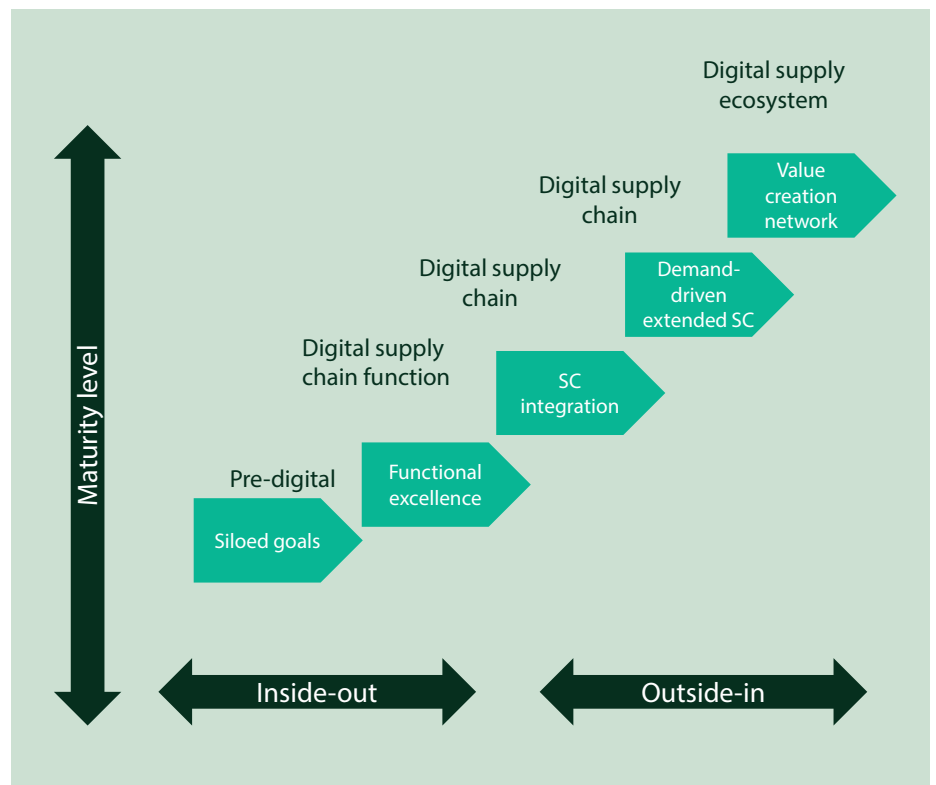 Digital supply
ecosystem
Value
creation
network
Digital supply
chain
Demand-
driven
extended SC
Digital supply
chain
SC
integration
Digital supply
chain function
Functional
excellence
Pre-digital
Siloed goals
Maturity level
Inside-out
Outside-in